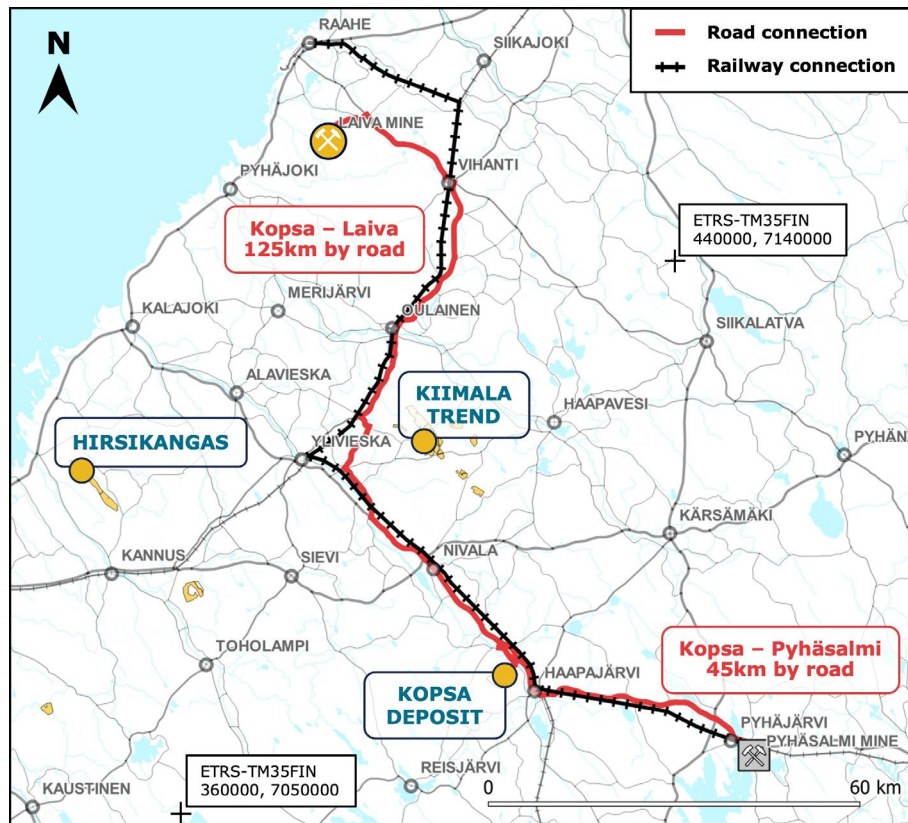 RAAHE
N
SIIKAJOKI
Road connection
Railway connection
LAIVA MINE
VIHANTI
PYHÄJOKI
Kopsa – Laiva
125km by road
ETRS-TM35FIN
440000, 7140000
MERIJÄRVI
KALAJOKI
OULAINEN
SIIKALATVA
ALAVIESKA
KIIMALA
TREND
HAAPAVESI
HIRSIKANGAS
YLIVIESKA
KÄRSÄMÄKI
NIVALA
KANNUS
SIEVI
TOHOLAMPI
Kopsa – Pyhäsalmi
45km by road
HAAPAJÄRVI
KOPSA
DEPOSIT
PYHÄJÄRVI
PYHÄSALMI MINE
ETRS-TM35FIN
360000, 7050000
REISJÄRVI
KAUSTINEN
0
60 km